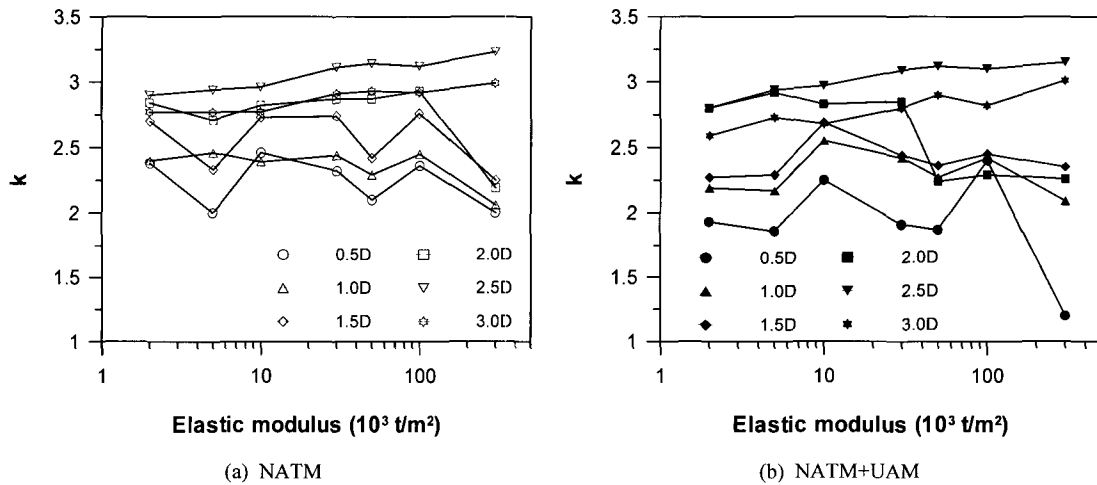 3.5
3
2.5
2
1.5
1
k
0.5D
2.0D
1.0D
2.5D
1.5D
3.0D
1
10
100
Elastic modulus (10³ t/m²)
(a) NATM
3.5
3
2.5
2
1.5
1
k
0.5D
2.0D
1.0D
2.5D
1.5D
3.0D
1
10
100
Elastic modulus (10³ t/m²)
(b) NATM+UAM